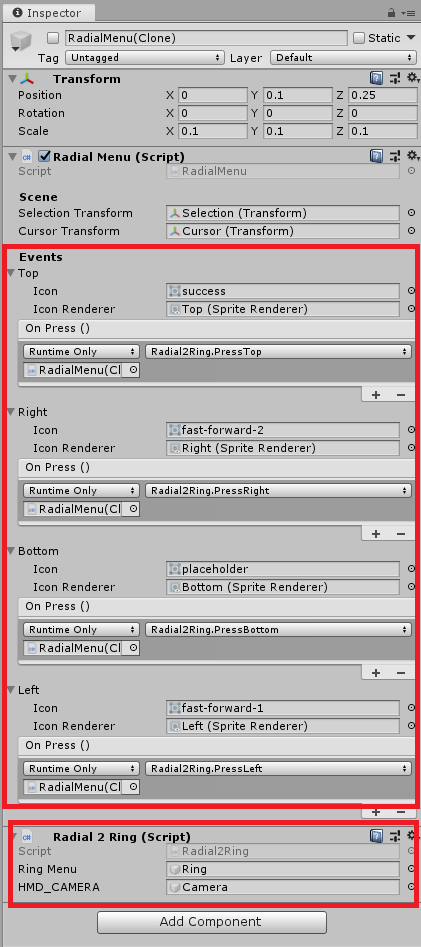 Inspector
RadialMenu(Clone) Static
Tag Untagged Layer Default
Transform
Position X 0 Y 0.1 Z 0.25
Rotation X 0 Y 0 Z 0
Scale X 0.1 Y 0.1 Z 0.1
Radial Menu (Script)
Script RadialMenu
Scene
Selection Transform Selection (Transform)
Cursor Transform Cursor (Transform)
Events
Top
Icon success
Icon Renderer Top (Sprite Renderer)
On Press ()
Runtime Only Radial2Ring.PressTop
RadialMenu(Cl
+ −
Right
Icon fast-forward-2
Icon Renderer Right (Sprite Renderer)
On Press ()
Runtime Only Radial2Ring.PressRight
RadialMenu(Cl
+ −
Bottom
Icon placeholder
Icon Renderer Bottom (Sprite Renderer)
On Press ()
Runtime Only Radial2Ring.PressBottom
RadialMenu(Cl
+ −
Left
Icon fast-forward-1
Icon Renderer Left (Sprite Renderer)
On Press ()
Runtime Only Radial2Ring.PressLeft
RadialMenu(Cl
+ −
Radial 2 Ring (Script)
Script Radial2Ring
Ring Menu Ring
HMD_CAMERA Camera
Add Component